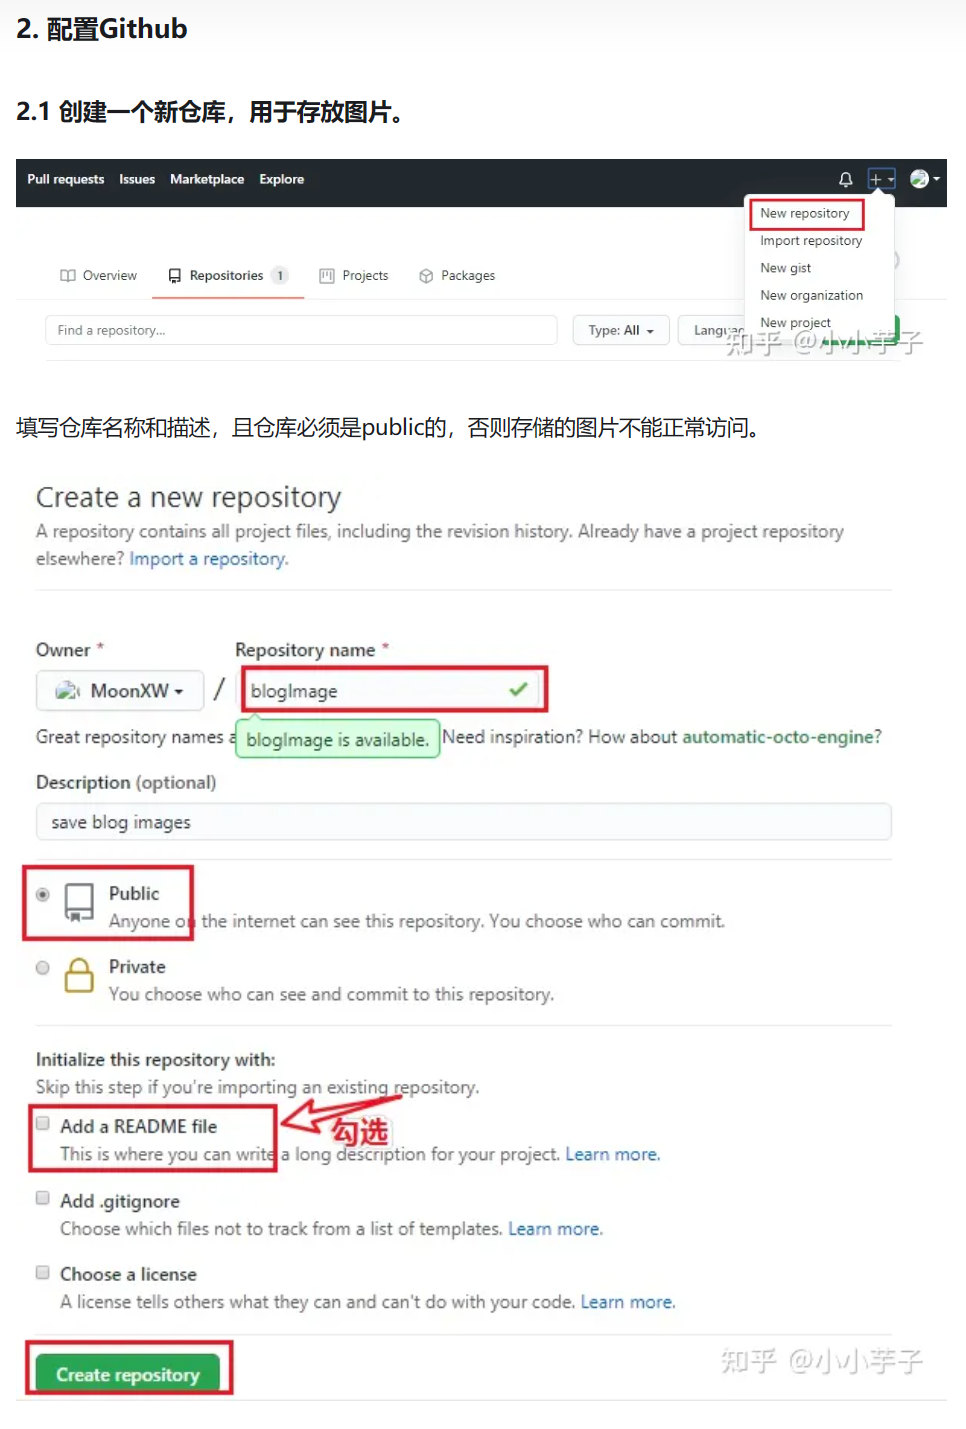 2. 配置Github
2.1 创建一个新仓库，用于存放图片。
Pull requests Issues Marketplace Explore
New repository
Import repository
New gist
New organization
New project
Overview Repositories 1 Projects Packages
Find a repository... Type: All
知乎 @小小芋子
填写仓库名称和描述，且仓库必须是public的，否则存储的图片不能正常访问。
Create a new repository
A repository contains all project files, including the revision history. Already have a project repository
elsewhere? Import a repository.
Owner * Repository name *
MoonXW / blogImage
Great repository names blogImage is available. Need inspiration? How about automatic-octo-engine?
Description (optional)
save blog images
Public
Anyone on the internet can see this repository. You choose who can commit.
Private
You choose who can see and commit to this repository.
Initialize this repository with:
Skip this step if you're importing an existing repository.
Add a README file 勾选
This is where you can write a long description for your project. Learn more.
Add .gitignore
Choose which files not to track from a list of templates. Learn more.
Choose a license
A license tells others what they can and can't do with your code. Learn more.
Create repository
知乎 @小小芋子